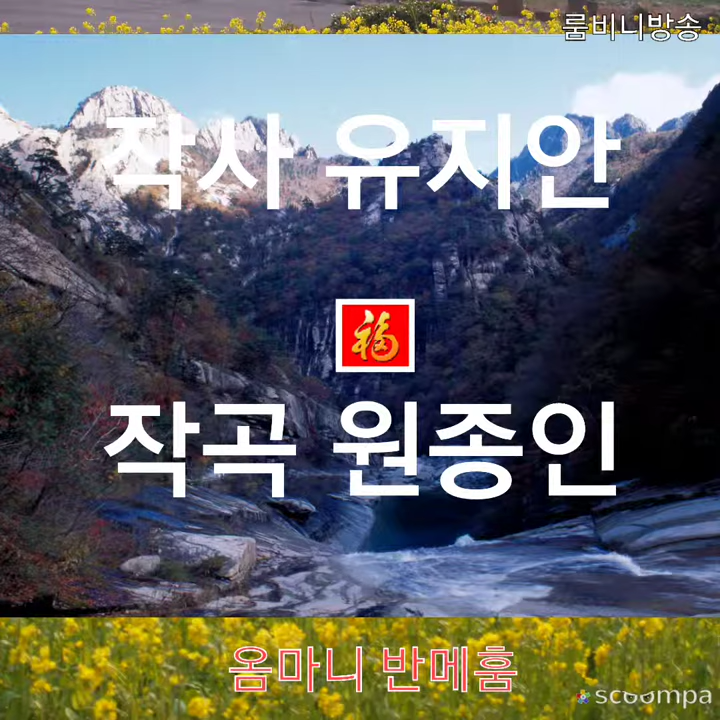 룸비니방송
작사 유지안
福
작곡 원종인
옴마니 반메훔
scoompa